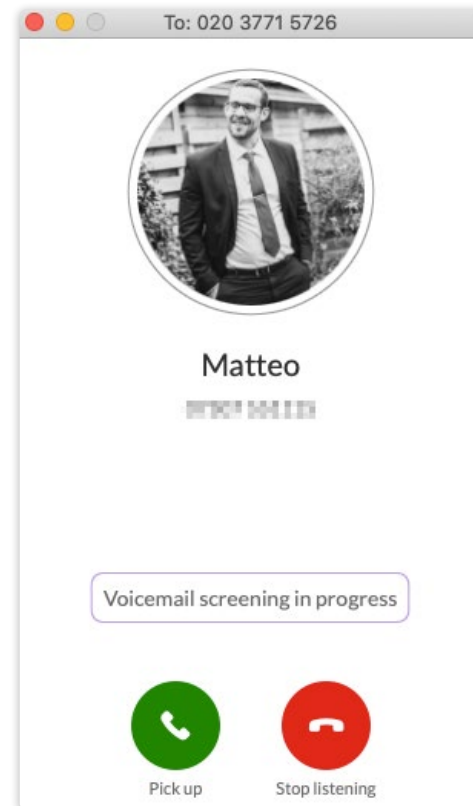 To: 020 3771 5726
Matteo
Voicemail screening in progress
Pick up
Stop listening